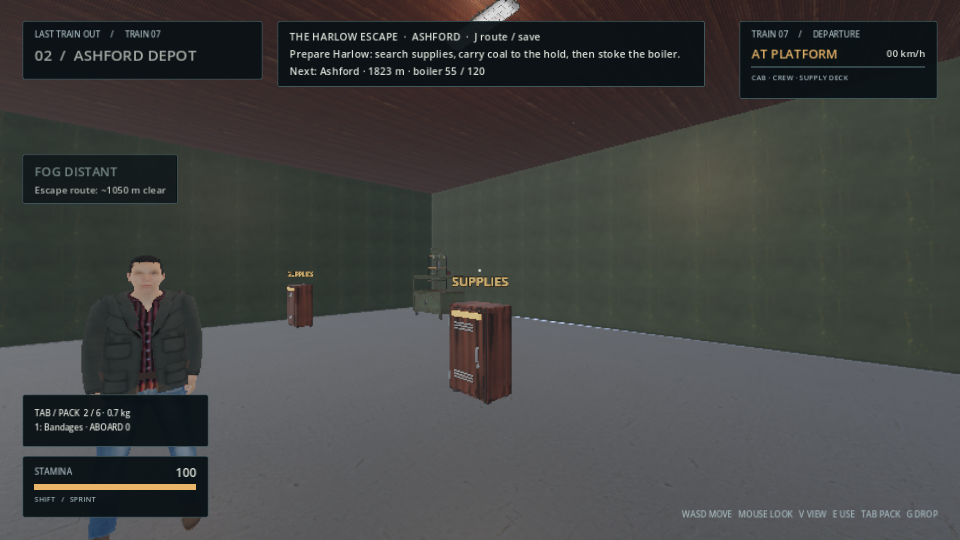 LAST TRAIN OUT / TRAIN 07
02 / ASHFORD DEPOT
THE HARLOW ESCAPE · ASHFORD · J route / save
Prepare Harlow: search supplies, carry coal to the hold, then stoke the boiler.
Next: Ashford · 1823 m · boiler 55 / 120
TRAIN 07 / DEPARTURE
AT PLATFORM 00 km/h
CAB · CREW · SUPPLY DECK
FOG DISTANT
Escape route: ~1050 m clear
SUPPLIES
SUPPLIES
TAB / PACK 2 / 6 · 0.7 kg
1: Bandages · ABOARD 0
STAMINA 100
SHIFT / SPRINT
WASD MOVE MOUSE LOOK V VIEW E USE TAB PACK G DROP